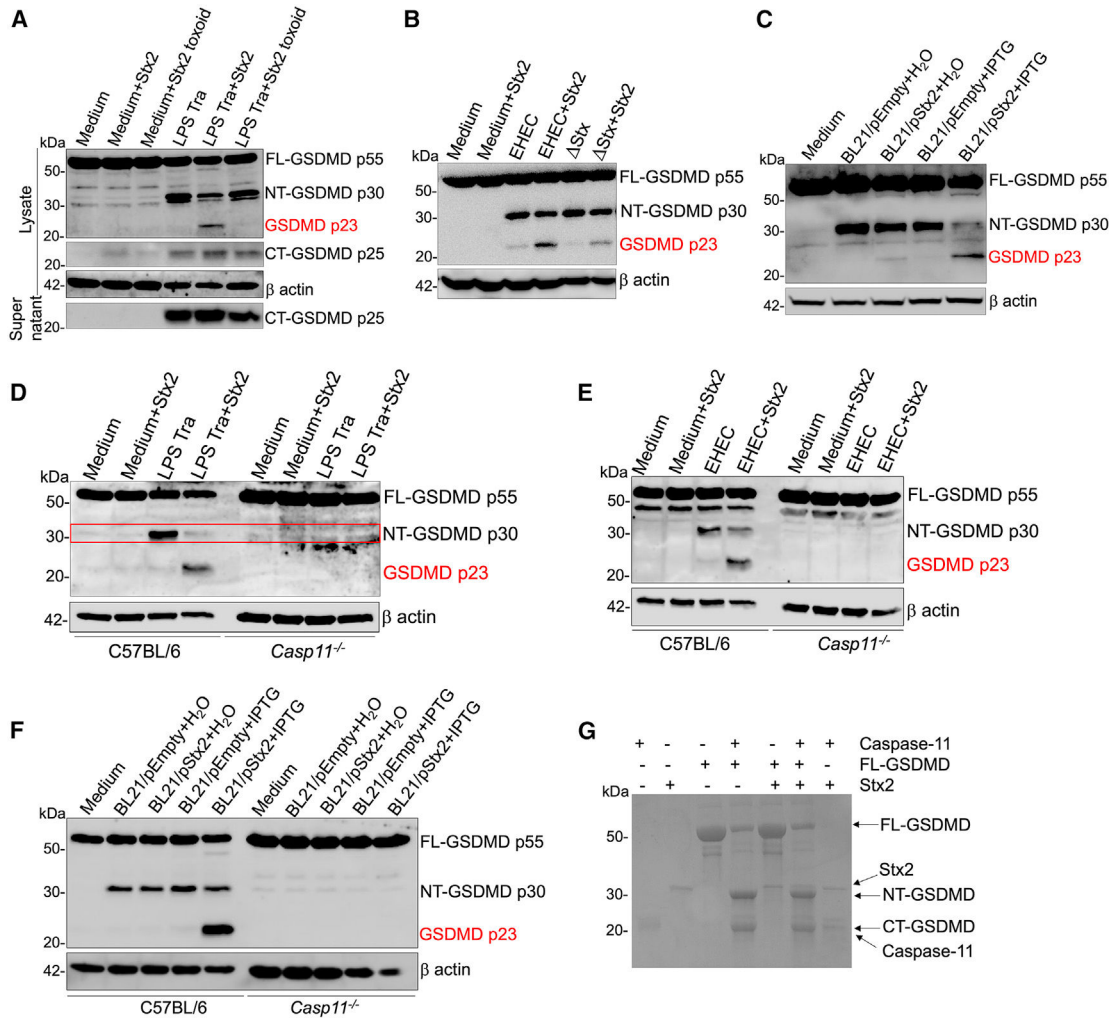 A
Medium
Medium+Stx2
Medium+Stx2 toxoid
LPS Tra
LPS Tra+Stx2
LPS Tra+Stx2 toxoid
kDa
50-
30-
20-
20-
42-
20-
Lysate
Super
natant
FL-GSDMD p55
NT-GSDMD p30
GSDMD p23
CT-GSDMD p25
β actin
CT-GSDMD p25
B
Medium
Medium+Stx2
EHEC
EHEC+Stx2
ΔStx
ΔStx+Stx2
kDa
50-
30-
20-
42-
FL-GSDMD p55
NT-GSDMD p30
GSDMD p23
β actin
C
Medium
BL21/pEmpty+H₂O
BL21/pStx2+H₂O
BL21/pEmpty+IPTG
BL21/pStx2+IPTG
kDa
50-
30-
20-
42-
FL-GSDMD p55
NT-GSDMD p30
GSDMD p23
β actin
D
Medium
Medium+Stx2
LPS Tra
LPS Tra+Stx2
Medium
Medium+Stx2
LPS Tra
LPS Tra+Stx2
kDa
50-
30-
20-
42-
FL-GSDMD p55
NT-GSDMD p30
GSDMD p23
β actin
C57BL/6
Casp11⁻/⁻
E
Medium
Medium+Stx2
EHEC
EHEC+Stx2
Medium
Medium+Stx2
EHEC
EHEC+Stx2
kDa
50-
30-
20-
42-
FL-GSDMD p55
NT-GSDMD p30
GSDMD p23
β actin
C57BL/6
Casp11⁻/⁻
F
Medium
BL21/pEmpty+H₂O
BL21/pStx2+H₂O
BL21/pEmpty+IPTG
BL21/pStx2+IPTG
Medium
BL21/pEmpty+H₂O
BL21/pStx2+H₂O
BL21/pEmpty+IPTG
BL21/pStx2+IPTG
kDa
50-
30-
20-
42-
FL-GSDMD p55
NT-GSDMD p30
GSDMD p23
β actin
C57BL/6
Casp11⁻/⁻
G
+ - - + - + + Caspase-11
- - + + + + - FL-GSDMD
- + - - + + + Stx2
kDa
50-
30-
20-
FL-GSDMD
Stx2
NT-GSDMD
CT-GSDMD
Caspase-11